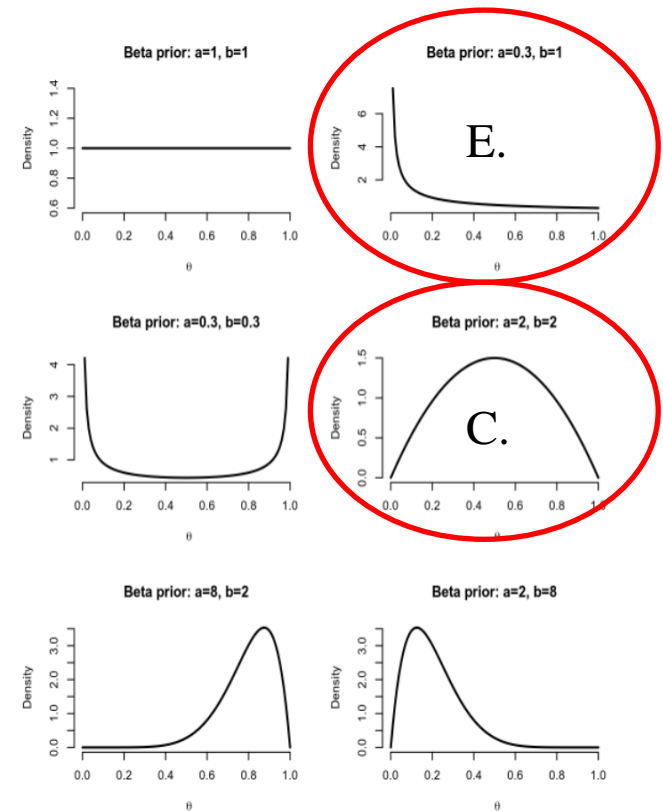 Beta prior: a=1, b=1
Density
0.6 0.8 1.0 1.2 1.4
0.0 0.2 0.4 0.6 0.8 1.0
θ
Beta prior: a=0.3, b=1
Density
2 4 6
E.
0.0 0.2 0.4 0.6 0.8 1.0
θ
Beta prior: a=0.3, b=0.3
Density
1 2 3 4
0.0 0.2 0.4 0.6 0.8 1.0
θ
Beta prior: a=2, b=2
Density
0.0 0.5 1.0 1.5
C.
0.0 0.2 0.4 0.6 0.8 1.0
θ
Beta prior: a=8, b=2
Density
0.0 1.0 2.0 3.0
0.0 0.2 0.4 0.6 0.8 1.0
θ
Beta prior: a=2, b=8
Density
0.0 1.0 2.0 3.0
0.0 0.2 0.4 0.6 0.8 1.0
θ